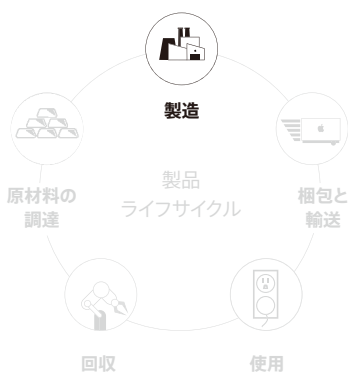 製造
原材料の
調達
製品
ライフサイクル
梱包と
輸送
回収
使用